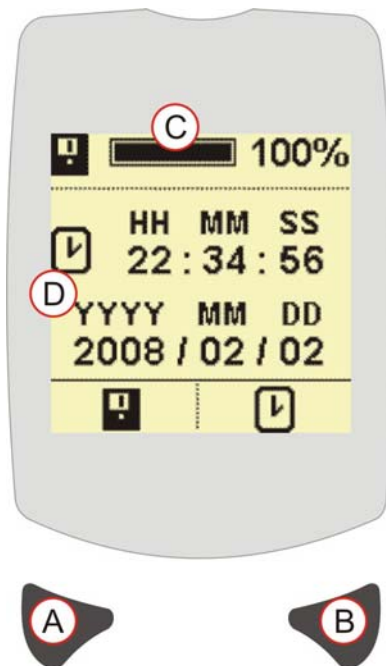 C
100%
HH MM SS
22 : 34 : 56
D
YYYY MM DD
2008 / 02 / 02
A B